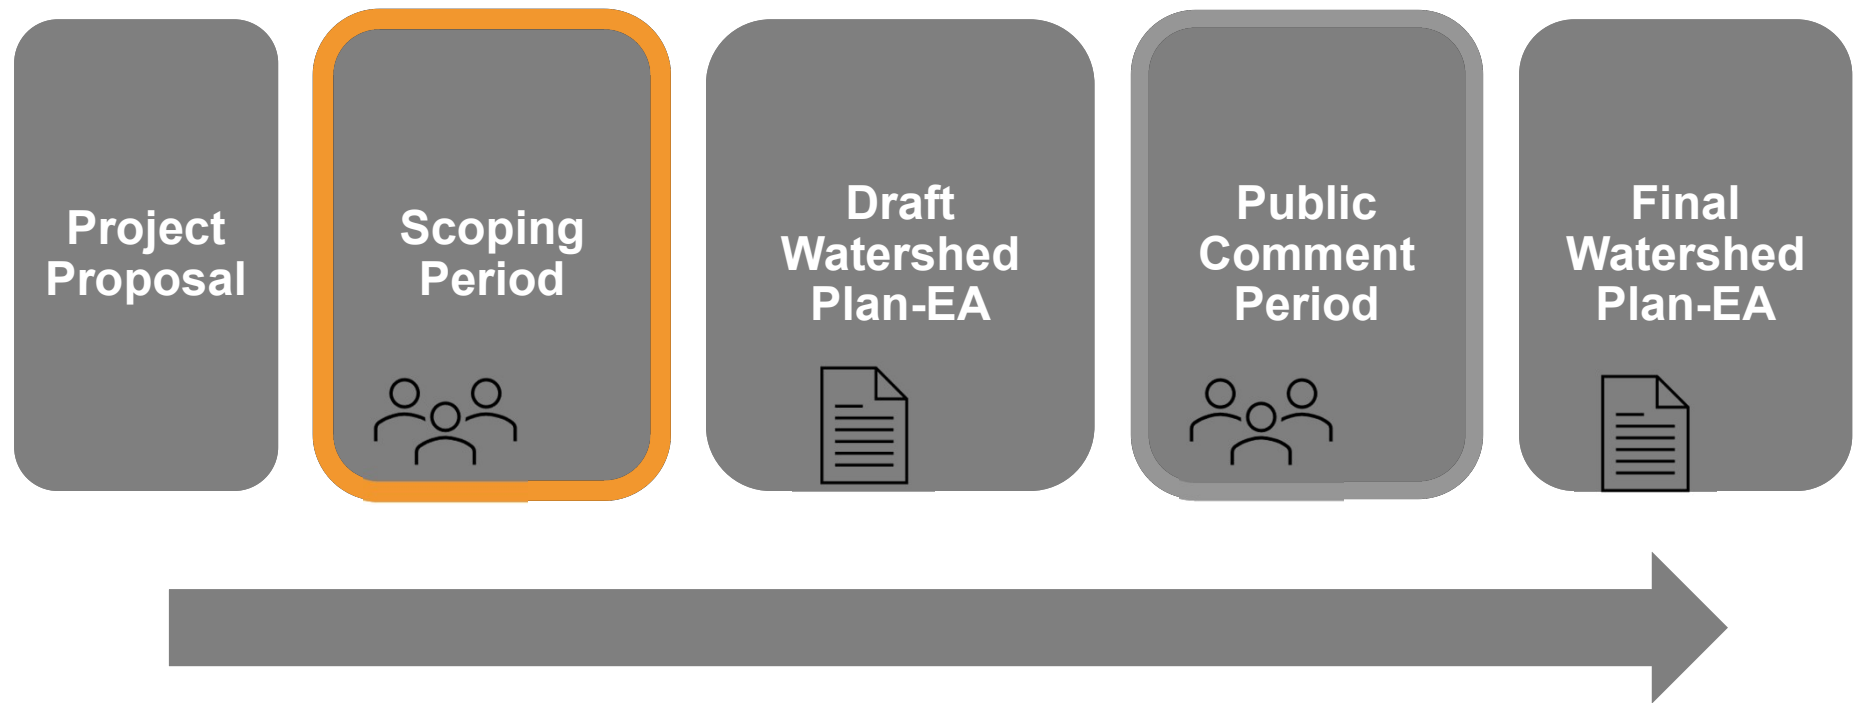 Project
Proposal
Scoping
Period
Draft
Watershed
Plan-EA
Public
Comment
Period
Final
Watershed
Plan-EA